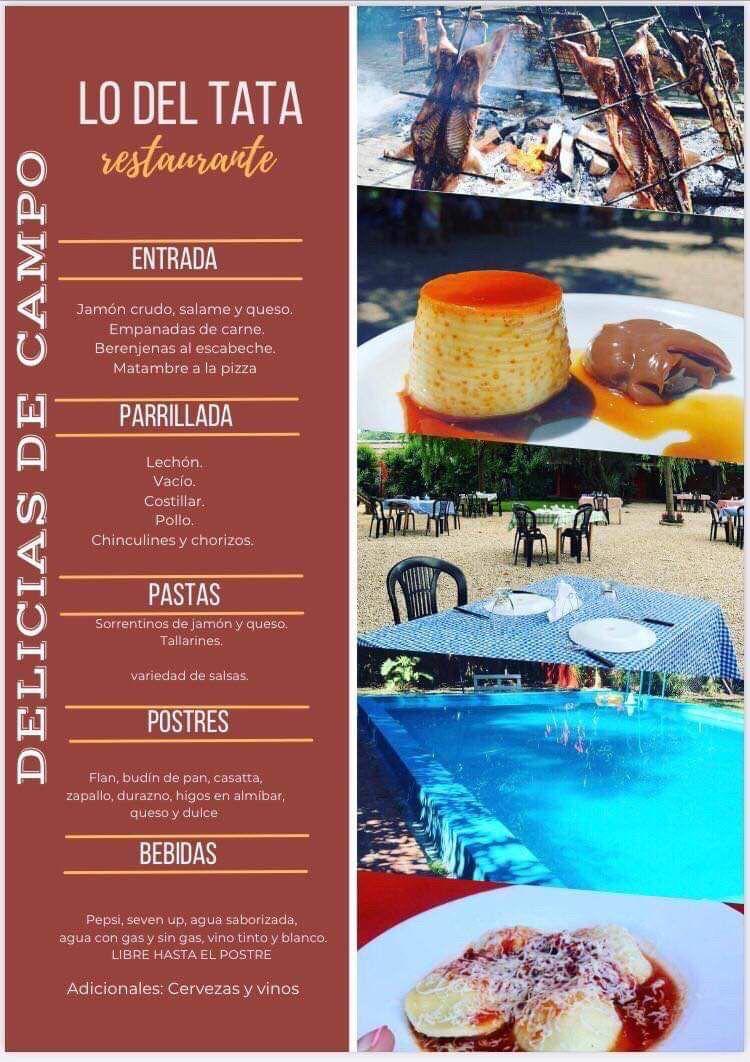 LO DEL TATA
restaurante
DELICIAS DE CAMPO
ENTRADA
Jamón crudo, salame y queso.
Empanadas de carne.
Berenjenas al escabeche.
Matambre a la pizza
PARRILLADA
Lechón.
Vacío.
Costillar.
Pollo.
Chinculines y chorizos.
PASTAS
Sorrentinos de jamón y queso.
Tallarines.
variedad de salsas.
POSTRES
Flan, budín de pan, casatta,
zapallo, durazno, higos en almíbar,
queso y dulce
BEBIDAS
Pepsi, seven up, agua saborizada,
agua con gas y sin gas, vino tinto y blanco.
LIBRE HASTA EL POSTRE
Adicionales: Cervezas y vinos